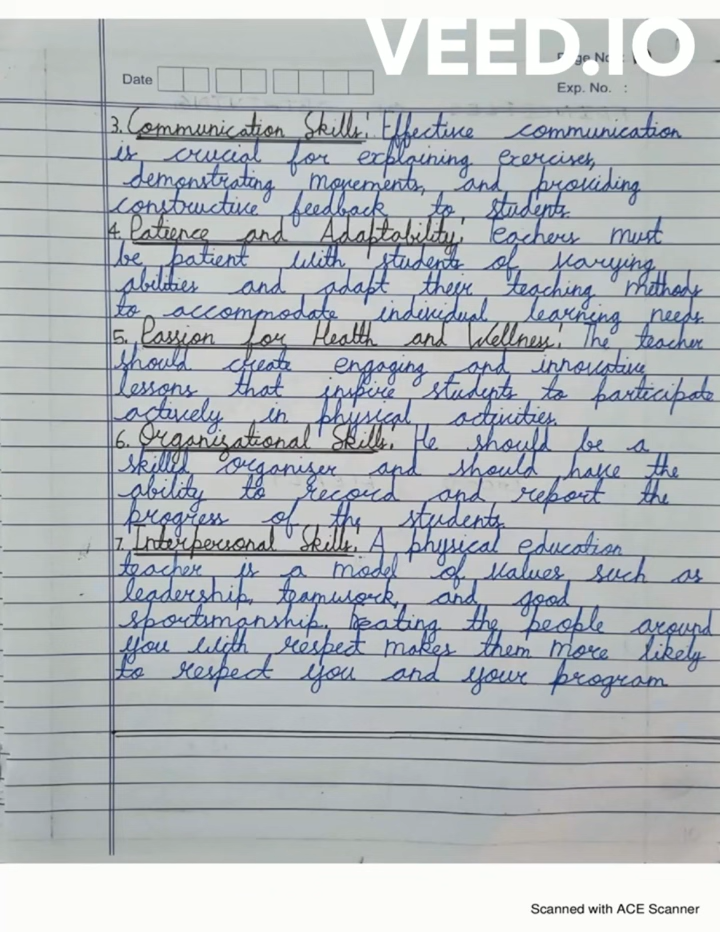 VEED.IO
Page No. :
Date
Exp. No. :
3. Communication Skills: Effective communication
is crucial for explaining exercises,
demonstrating movements, and providing
constructive feedback to students.
4. Patience and Adaptability: Teachers must
be patient with students of varying
abilities and adapt their teaching methods
to accommodate individual learning needs.
5. Passion for Health and Wellness: The teacher
should create engaging and innovative
lessons that inspire students to participate
actively in physical activities.
6. Organisational Skills: He should be a
skilled organiser and should have the
ability to record and report the
progress of the students.
7. Interpersonal Skills: A physical education
teacher is a model of values such as
leadership, teamwork, and good
sportsmanship. Treating the people around
you with respect makes them more likely
to respect you and your program
Scanned with ACE Scanner